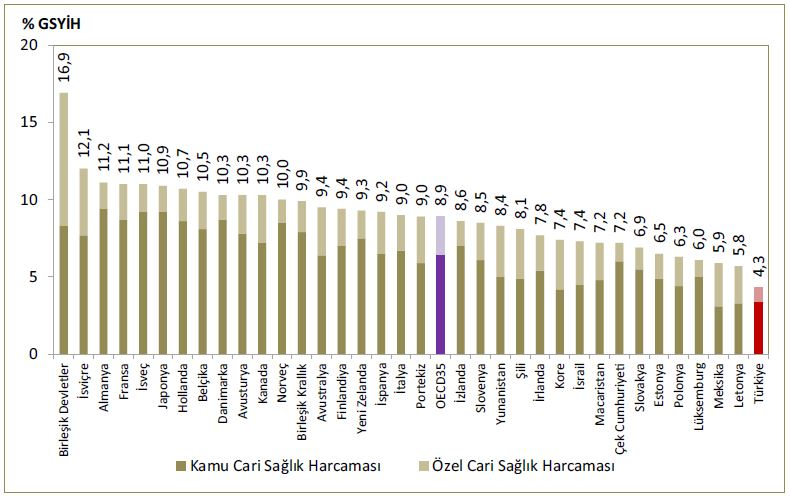 % GSYİH
20
15
10
5
0
16,9
12,1
11,2
11,1
11,0
10,9
10,7
10,5
10,3
10,3
10,3
10,0
9,9
9,4
9,4
9,3
9,2
9,0
9,0
8,9
8,6
8,5
8,4
8,1
7,8
7,4
7,4
7,2
7,2
6,9
6,5
6,3
6,0
5,9
5,8
4,3
Birleşik Devletler
İsviçre
Almanya
Fransa
İsveç
Japonya
Hollanda
Belçika
Danimarka
Avusturya
Kanada
Norveç
Birleşik Krallık
Avustralya
Finlandiya
Yeni Zelanda
İspanya
İtalya
Portekiz
OECD35
İzlanda
Slovenya
Yunanistan
Şili
İrlanda
Kore
İsrail
Macaristan
Çek Cumhuriyeti
Slovakya
Estonya
Polonya
Lüksemburg
Meksika
Letonya
Türkiye
Kamu Cari Sağlık Harcaması
Özel Cari Sağlık Harcaması